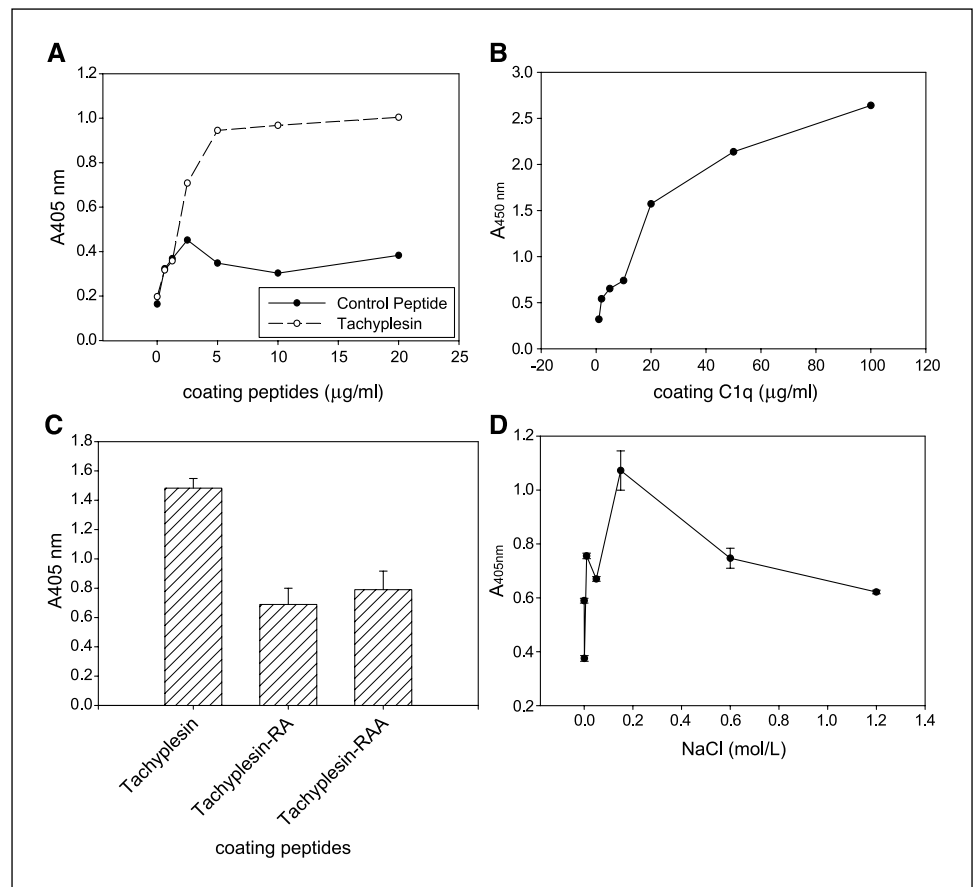 A
1.2
1.0
0.8
0.6
0.4
0.2
0.0
A405 nm
Control Peptide
Tachyplesin
0 5 10 15 20 25
coating peptides (μg/ml)
B
3.0
2.5
2.0
1.5
1.0
0.5
0.0
A450 nm
-20 0 20 40 60 80 100 120
coating C1q (μg/ml)
C
1.8
1.6
1.4
1.2
1.0
0.8
0.6
0.4
0.2
0.0
A405 nm
Tachyplesin
Tachyplesin-RA
Tachyplesin-RAA
coating peptides
D
1.2
1.0
0.8
0.6
0.4
0.2
A405nm
0.0 0.2 0.4 0.6 0.8 1.0 1.2 1.4
NaCl (mol/L)